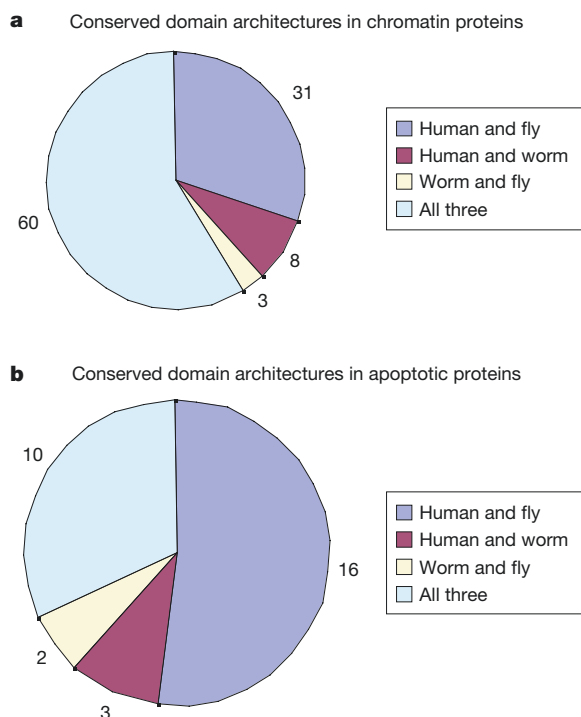 a Conserved domain architectures in chromatin proteins
31
60
8
3
Human and fly
Human and worm
Worm and fly
All three
b Conserved domain architectures in apoptotic proteins
10
16
2
3
Human and fly
Human and worm
Worm and fly
All three